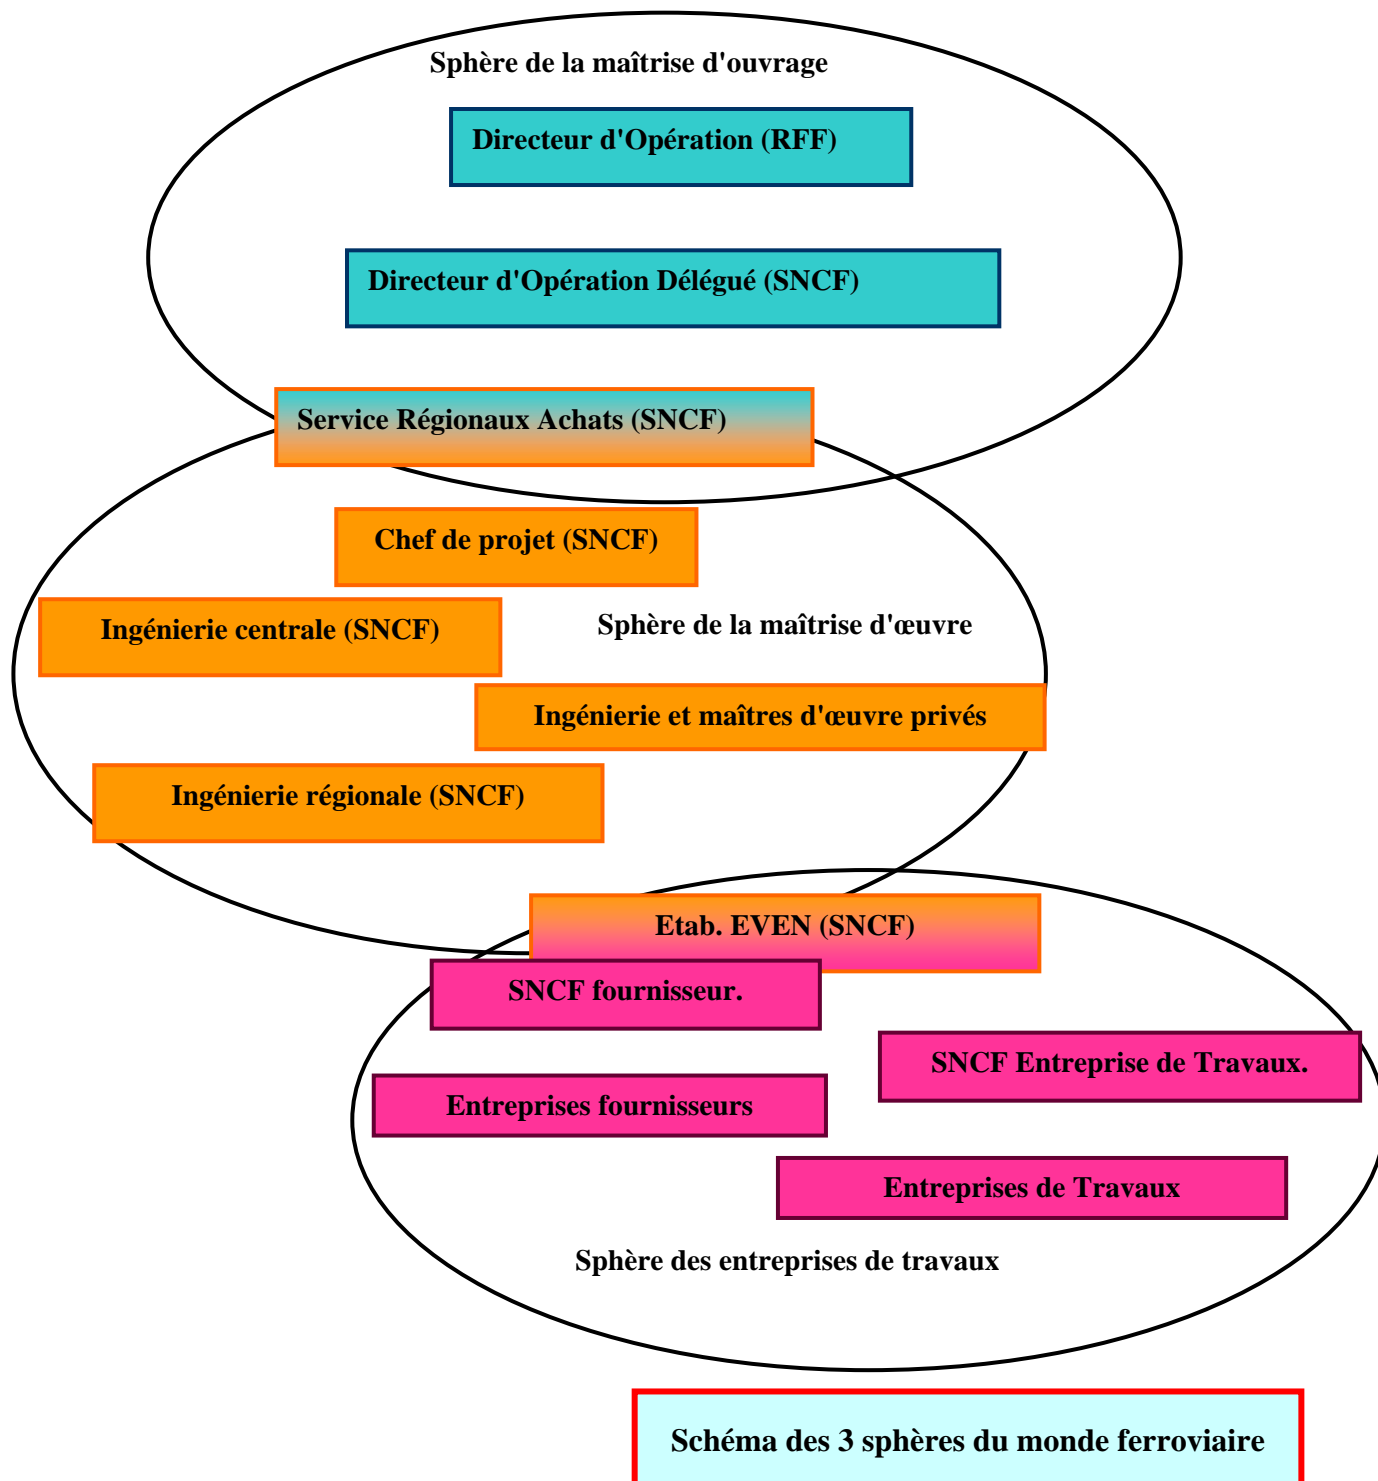 Sphère de la maîtrise d'ouvrage
Directeur d'Opération (RFF)
Directeur d'Opération Délégué (SNCF)
Service Régionaux Achats (SNCF)
Chef de projet (SNCF)
Ingénierie centrale (SNCF)
Sphère de la maîtrise d'œuvre
Ingénierie et maîtres d'œuvre privés
Ingénierie régionale (SNCF)
Etab. EVEN (SNCF)
SNCF fournisseur.
SNCF Entreprise de Travaux.
Entreprises fournisseurs
Entreprises de Travaux
Sphère des entreprises de travaux
Schéma des 3 sphères du monde ferroviaire